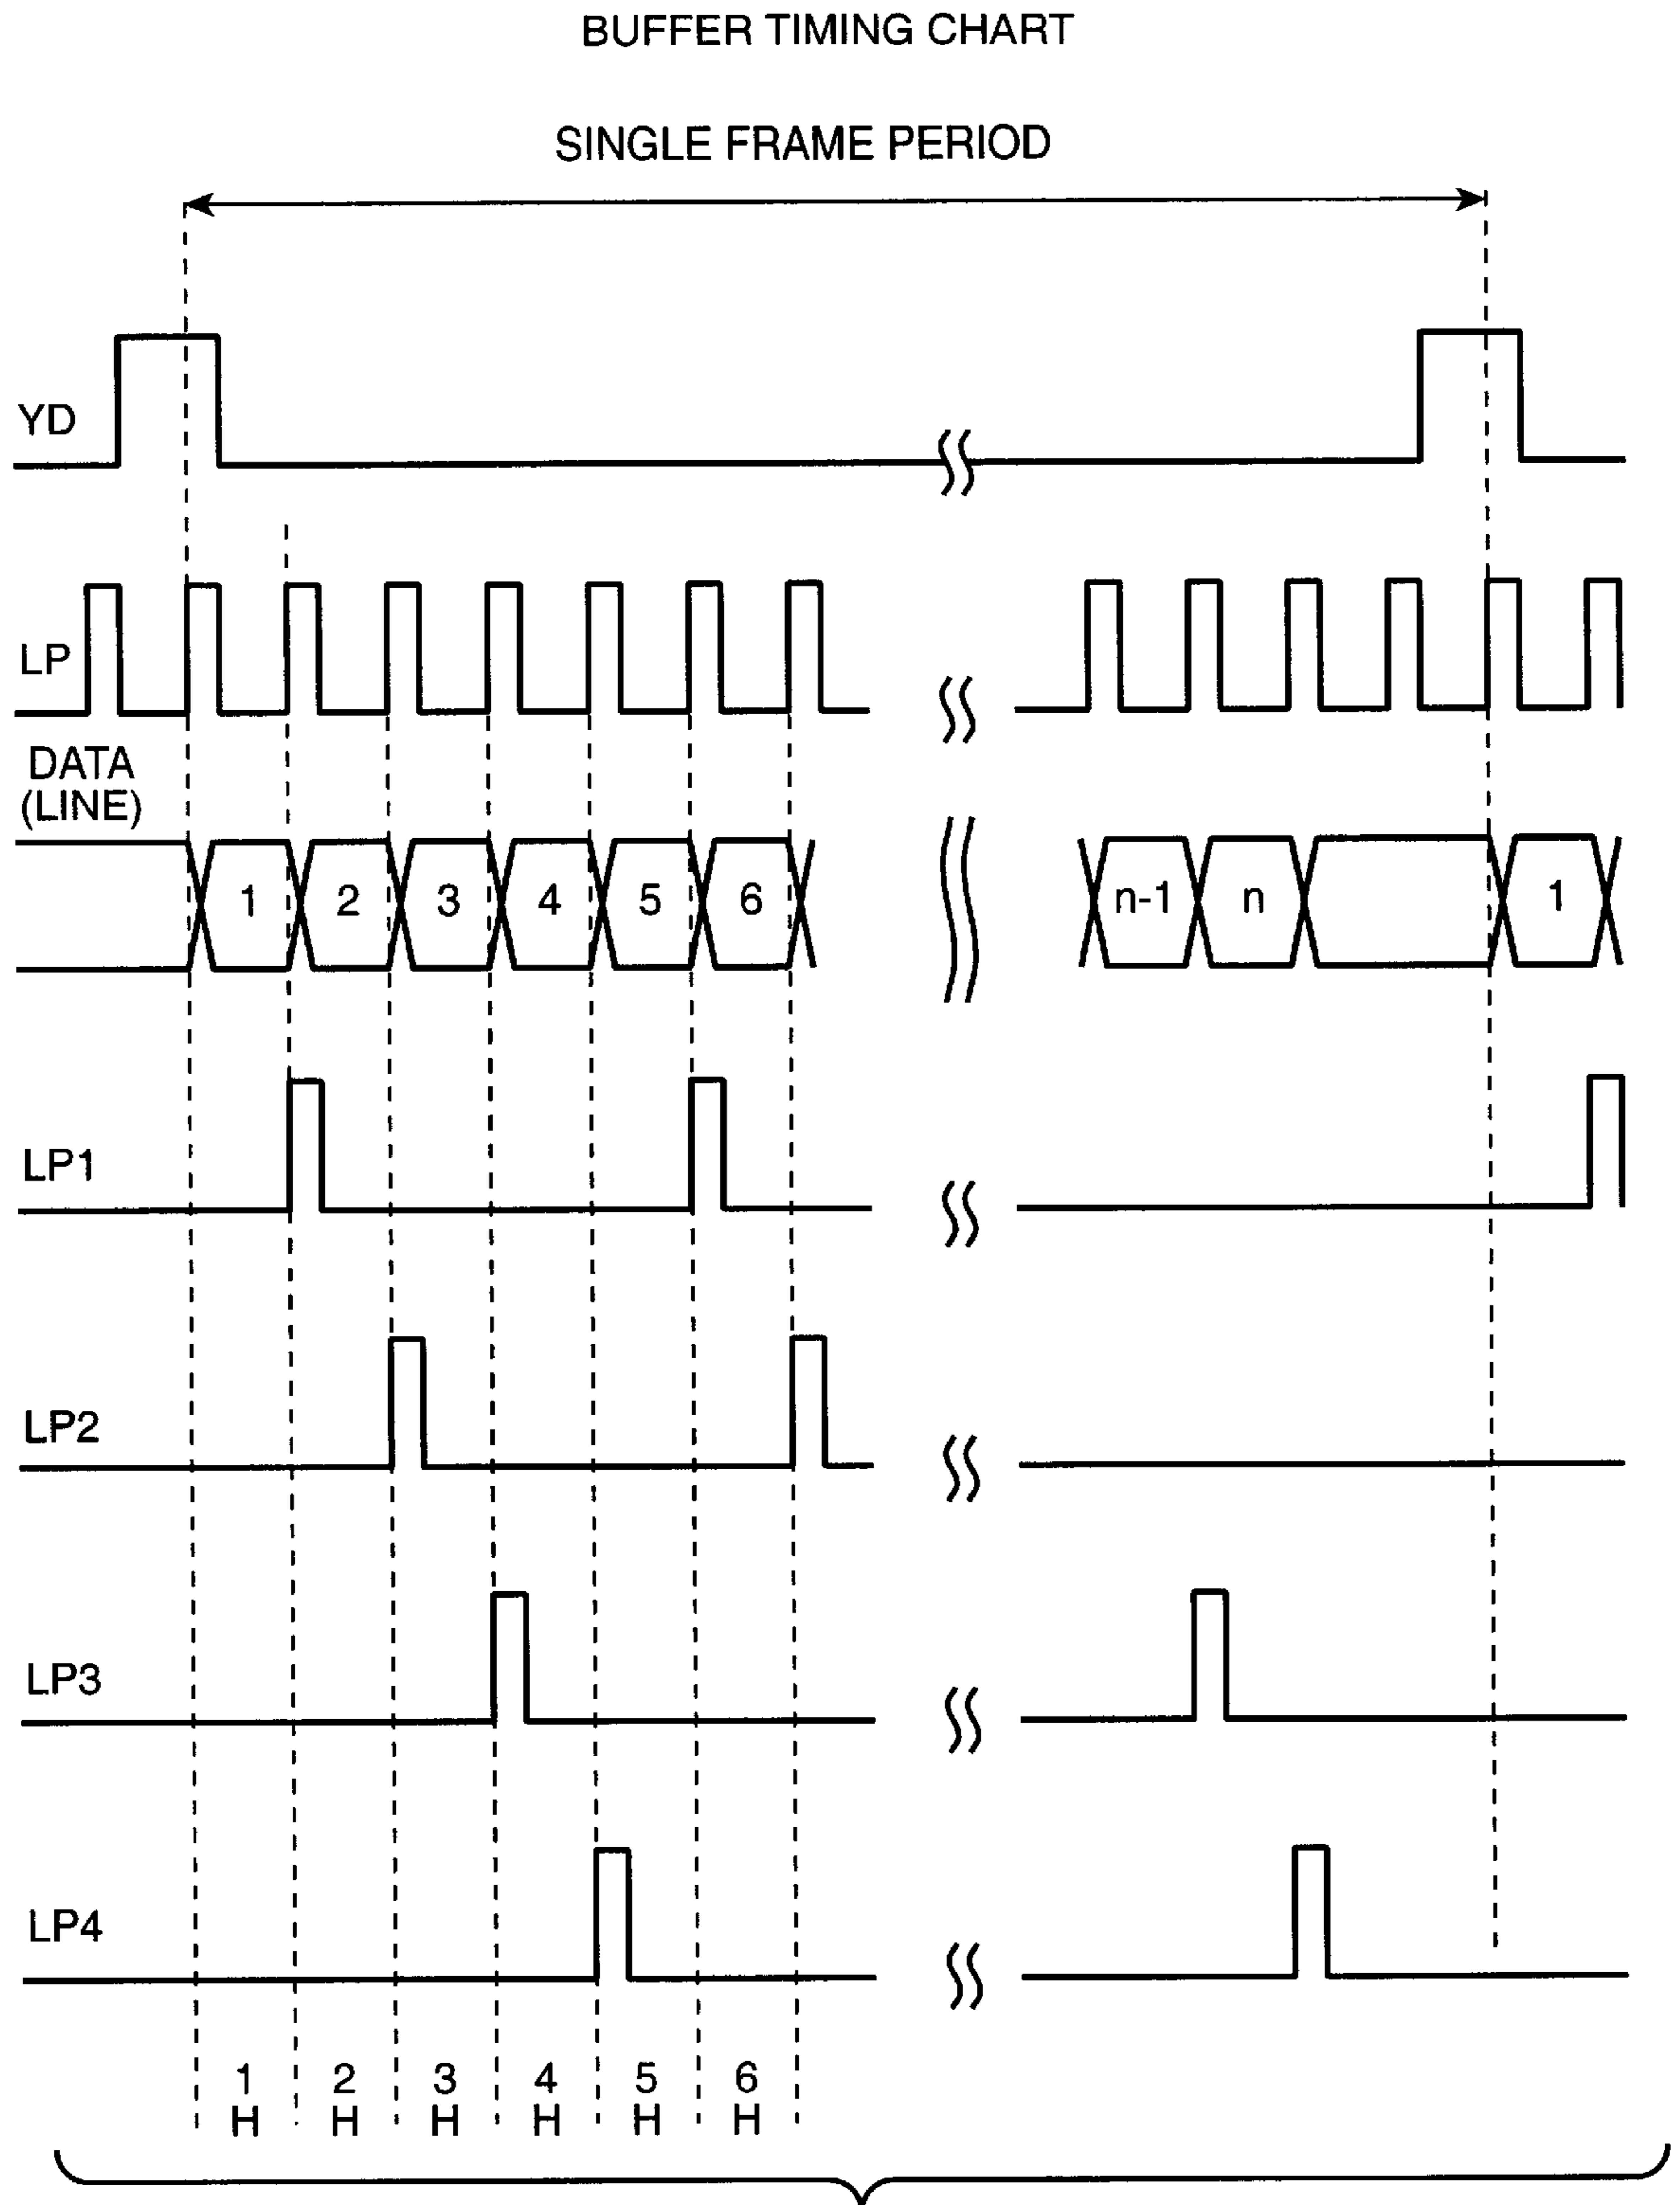 BUFFER TIMING CHART
SINGLE FRAME PERIOD
YD
LP
DATA
(LINE)
1 2 3 4 5 6 n-1 n 1
LP1
LP2
LP3
LP4
1 2 3 4 5 6
H H H H H H